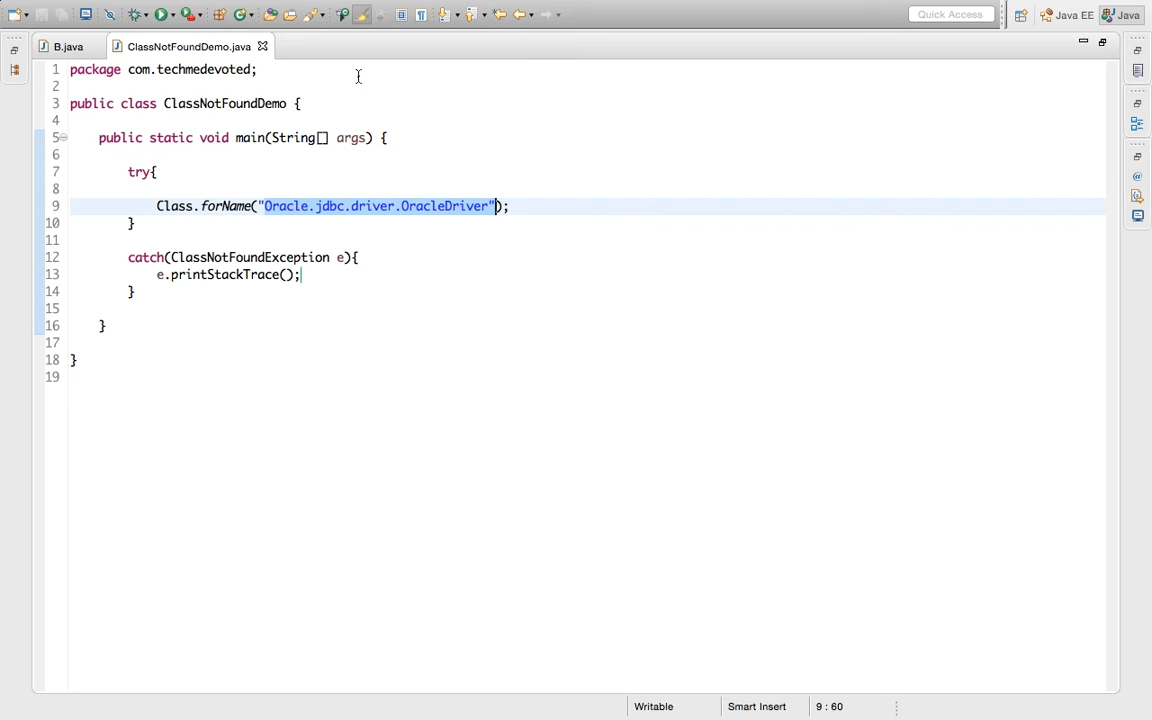 Quick Access
Java EE
Java
B.java
ClassNotFoundDemo.java
1 package com.techmedevoted;
2
3 public class ClassNotFoundDemo {
4
5 public static void main(String[] args) {
6
7 try{
8
9 Class.forName("Oracle.jdbc.driver.OracleDriver");
10 }
11
12 catch(ClassNotFoundException e){
13 e.printStackTrace();
14 }
15
16 }
17
18 }
19
Writable
Smart Insert
9 : 60